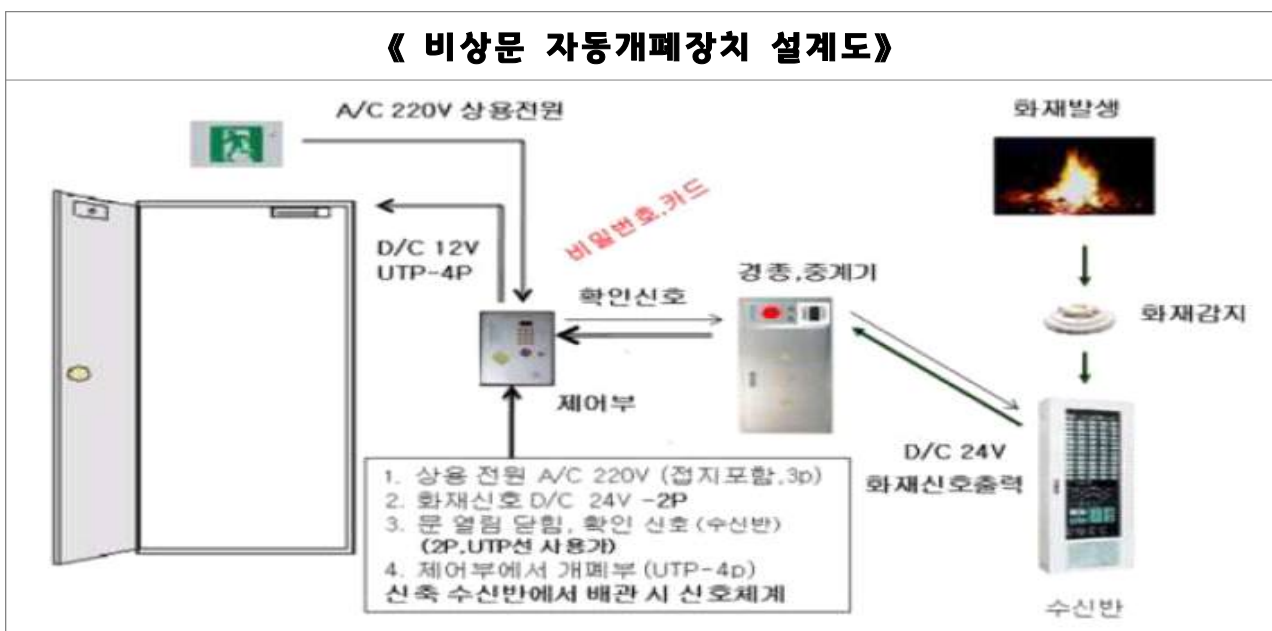 《 비상문 자동개폐장치 설계도》
A/C 220V 상용전원
화재발생
비밀번호,카드
D/C 12V
UTP-4P
경종,중계기
확인신호
화재감지
제어부
D/C 24V
화재신호출력
1. 상용 전원 A/C 220V (접지포함,3p)
2. 화재신호 D/C 24V -2P
3. 문 열림 닫힘, 확인 신호 (수신반)
(2P,UTP선 사용가)
4. 제어부에서 개폐부 (UTP-4p)
신축 수신반에서 배관 시 신호체계
수신반